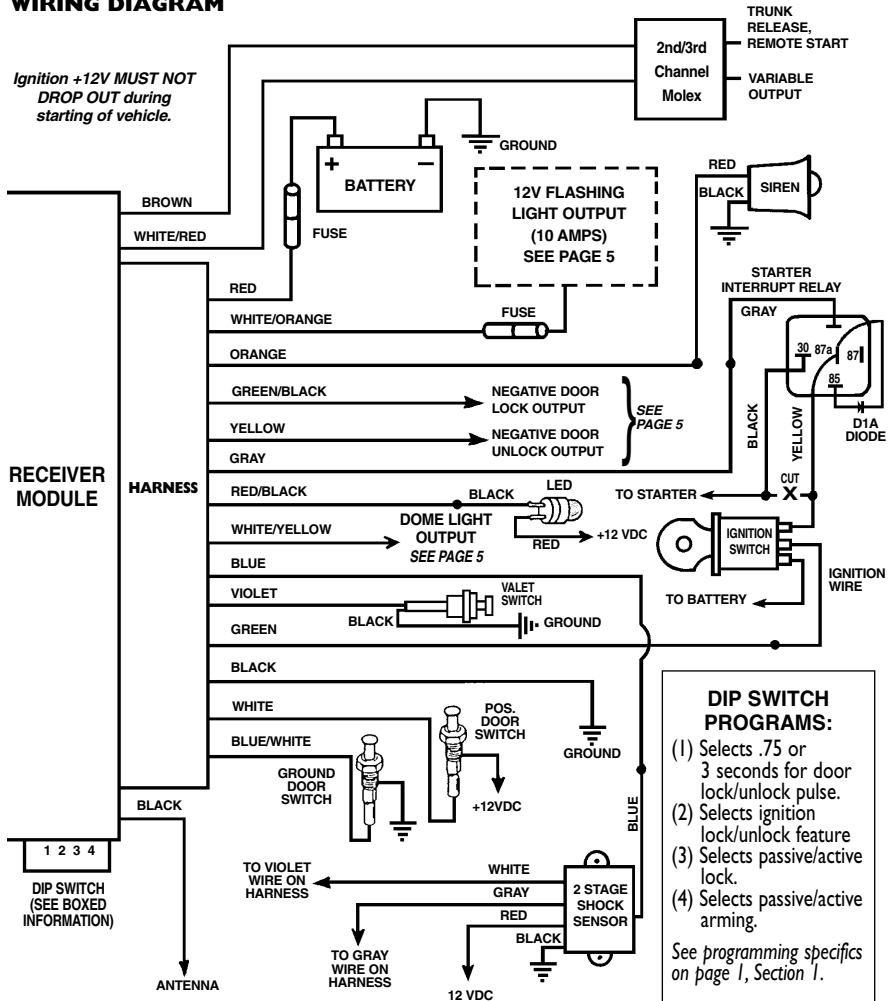 WIRING DIAGRAM
Ignition +12V MUST NOT
DROP OUT during
starting of vehicle.
2nd/3rd
Channel
Molex
TRUNK
RELEASE,
REMOTE START
VARIABLE
OUTPUT
GROUND
+ –
BATTERY
FUSE
12V FLASHING
LIGHT OUTPUT
(10 AMPS)
SEE PAGE 5
FUSE
RED
BLACK
SIREN
STARTER
INTERRUPT RELAY
GRAY
30
87a
87
85
D1A
DIODE
BLACK
YELLOW
CUT
X
TO STARTER
IGNITION
SWITCH
IGNITION
WIRE
TO BATTERY
RECEIVER
MODULE
HARNESS
BROWN
WHITE/RED
RED
WHITE/ORANGE
ORANGE
GREEN/BLACK
NEGATIVE DOOR
LOCK OUTPUT
YELLOW
NEGATIVE DOOR
UNLOCK OUTPUT
SEE
PAGE 5
GRAY
RED/BLACK
BLACK
LED
RED
+12 VDC
WHITE/YELLOW
DOME LIGHT
OUTPUT
SEE PAGE 5
BLUE
VIOLET
VALET
SWITCH
BLACK
GROUND
GREEN
BLACK
GROUND
WHITE
POS.
DOOR
SWITCH
+12VDC
BLUE/WHITE
GROUND
DOOR
SWITCH
BLACK
ANTENNA
1 2 3 4
DIP SWITCH
(SEE BOXED
INFORMATION)
BLUE
2 STAGE
SHOCK
SENSOR
WHITE
TO VIOLET
WIRE ON
HARNESS
GRAY
TO GRAY
WIRE ON
HARNESS
RED
12 VDC
BLACK
DIP SWITCH
PROGRAMS:
(1) Selects .75 or
3 seconds for door
lock/unlock pulse.
(2) Selects ignition
lock/unlock feature
(3) Selects passive/active
lock.
(4) Selects passive/active
arming.
See programming specifics
on page 1, Section 1.